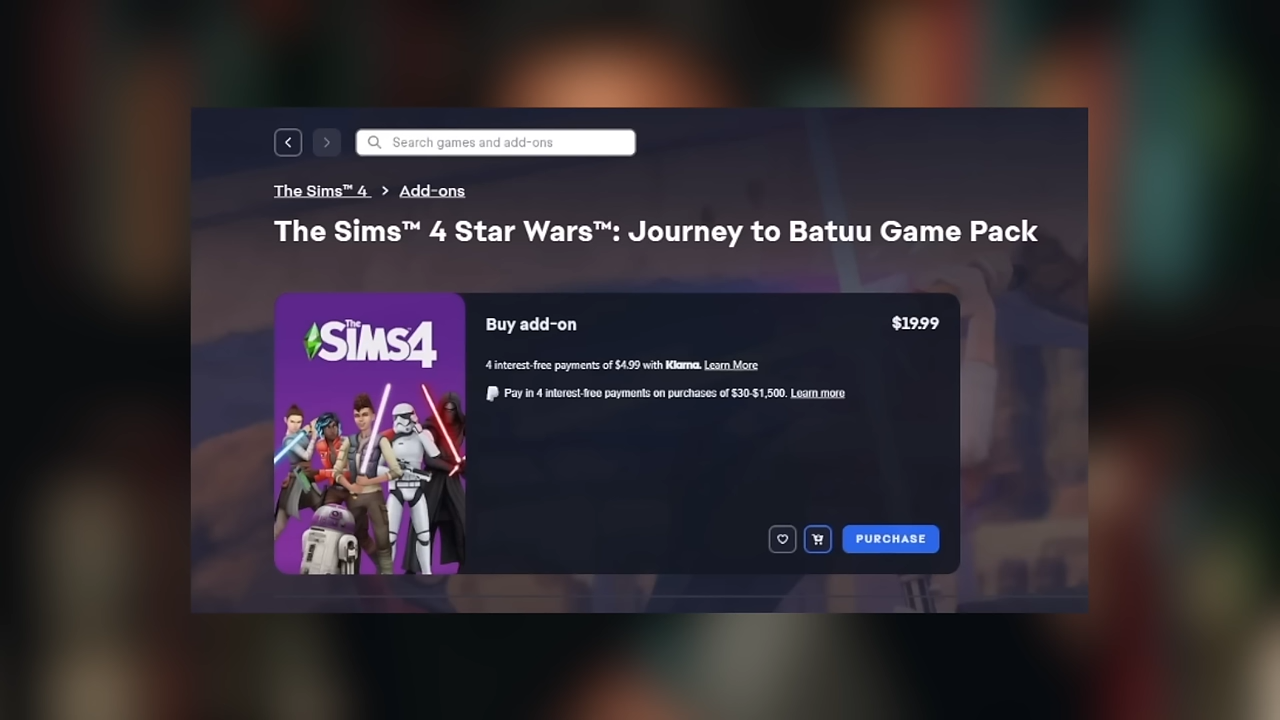 Search games and add-ons
The Sims™ 4 > Add-ons
The Sims™ 4 Star Wars™: Journey to Batuu Game Pack
The SiMS4
Buy add-on
$19.99
4 interest-free payments of $4.99 with Klarna. Learn More
Pay in 4 interest-free payments on purchases of $30-$1,500. Learn more
PURCHASE